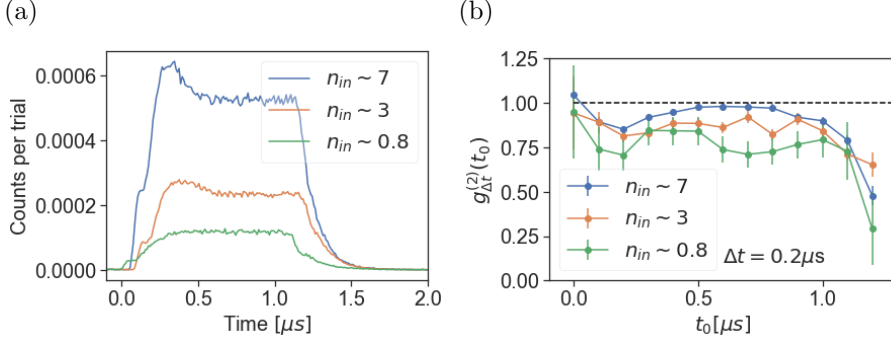 (a)
(b)
Counts per trial
0.0006
0.0004
0.0002
0.0000
n_in ~ 7
n_in ~ 3
n_in ~ 0.8
0.0
0.5
1.0
1.5
2.0
Time [μs]
g^{(2)}_{Δt}(t_0)
1.25
1.00
0.75
0.50
0.25
0.00
n_in ~ 7
n_in ~ 3
n_in ~ 0.8
Δt = 0.2μs
0.0
0.5
1.0
t_0[μs]